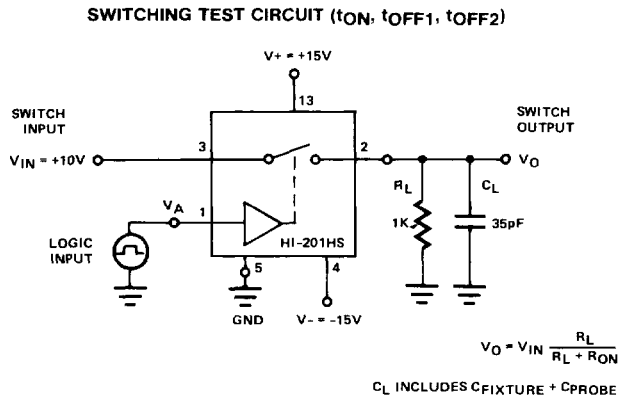 SWITCHING TEST CIRCUIT (tON, tOFF1, tOFF2)
V+ = +15V
13
SWITCH
INPUT
SWITCH
OUTPUT
3
2
VIN = +10V
VO
VA
1
RL
CL
1K
35pF
LOGIC
INPUT
HI-201HS
5
4
GND
V- = -15V
VO = VIN RL
RL + RON
CL INCLUDES CFIXTURE + CPROBE